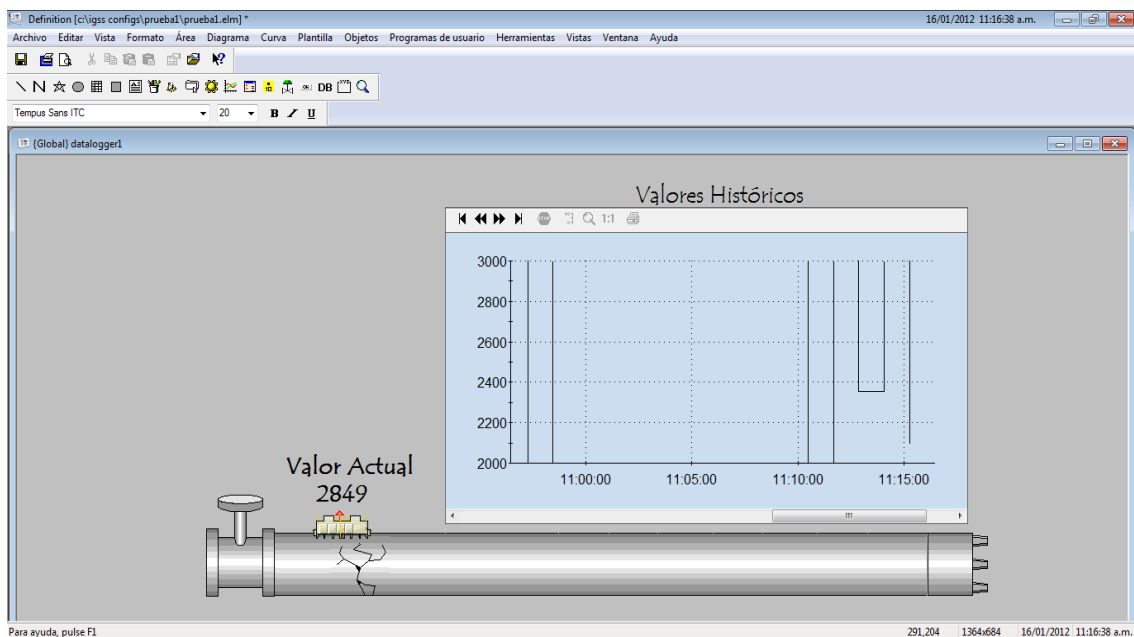 Definition [c:\igss configs\prueba1\prueba1.elm] * 16/01/2012 11:16:38 a.m.
Archivo Editar Vista Formato Área Diagrama Curva Plantilla Objetos Programas de usuario Herramientas Vistas Ventana Ayuda
DB
Tempus Sans ITC 20 B I U
{Global} datalogger1
Valores Históricos
1:1
3000
2800
2600
2400
2200
2000
11:00:00 11:05:00 11:10:00 11:15:00
Valor Actual
2849
Para ayuda, pulse F1 291,204 1364x684 16/01/2012 11:16:38 a.m.